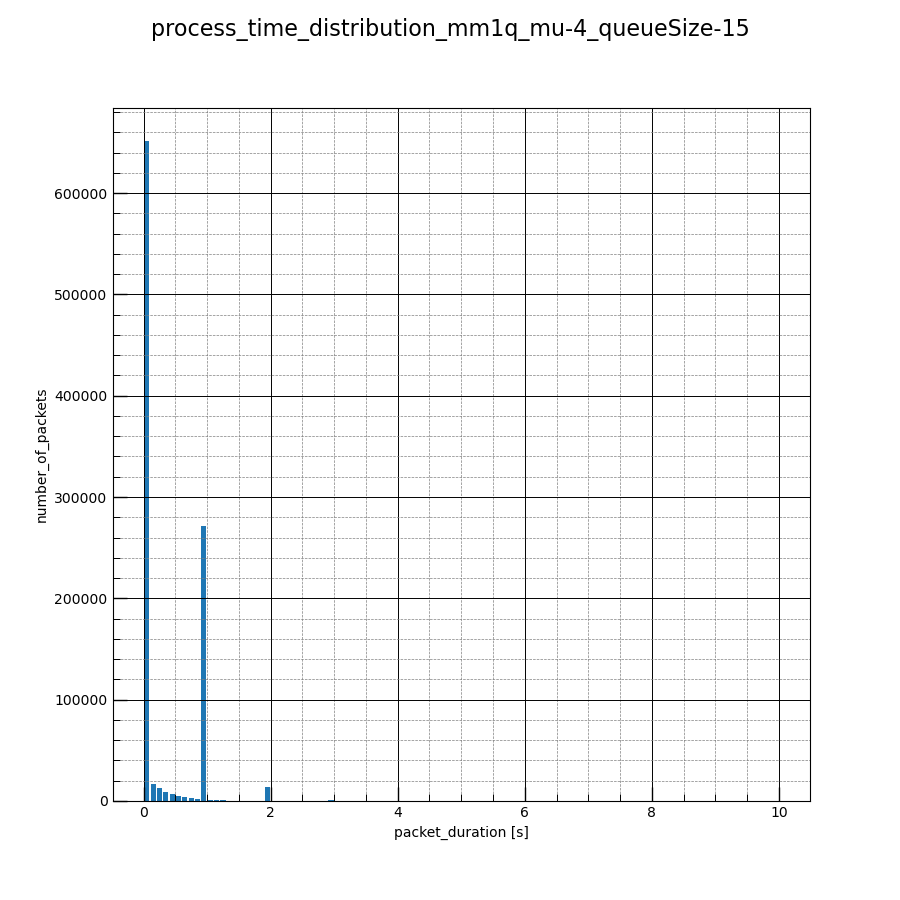 process_time_distribution_mm1q_mu-4_queueSize-15
number_of_packets
600000
500000
400000
300000
200000
100000
0
0 2 4 6 8 10
packet_duration [s]